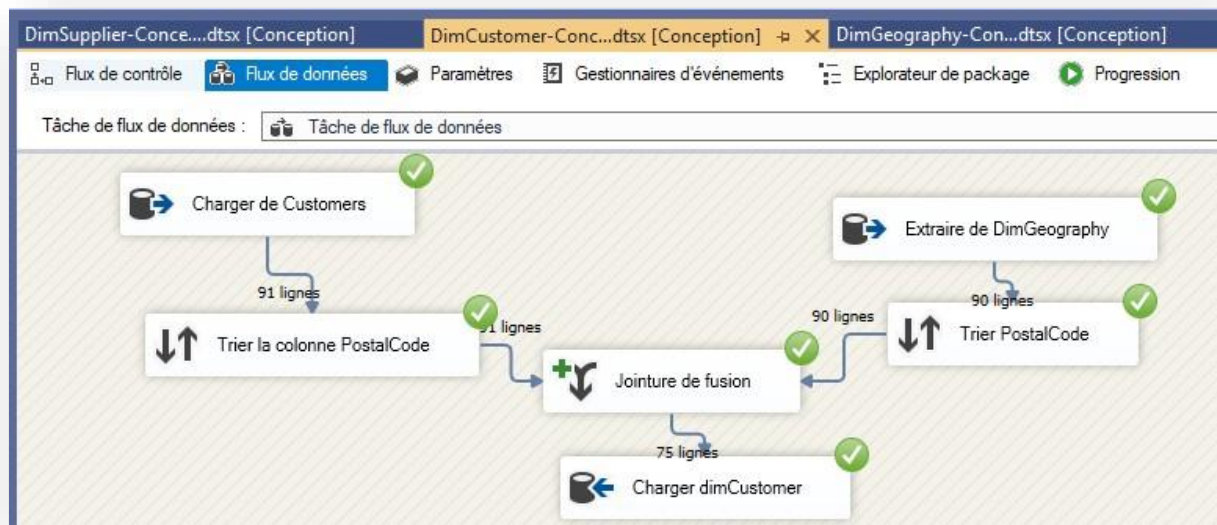 DimSupplier-Conce....dtsx [Conception] DimCustomer-Conc...dtsx [Conception] DimGeography-Con...dtsx [Conception]
Flux de contrôle Flux de données Paramètres Gestionnaires d'événements Explorateur de package Progression
Tâche de flux de données : Tâche de flux de données
Charger de Customers
Extraire de DimGeography
91 lignes
90 lignes
Trier la colonne PostalCode
91 lignes
90 lignes
Trier PostalCode
Jointure de fusion
75 lignes
Charger dimCustomer